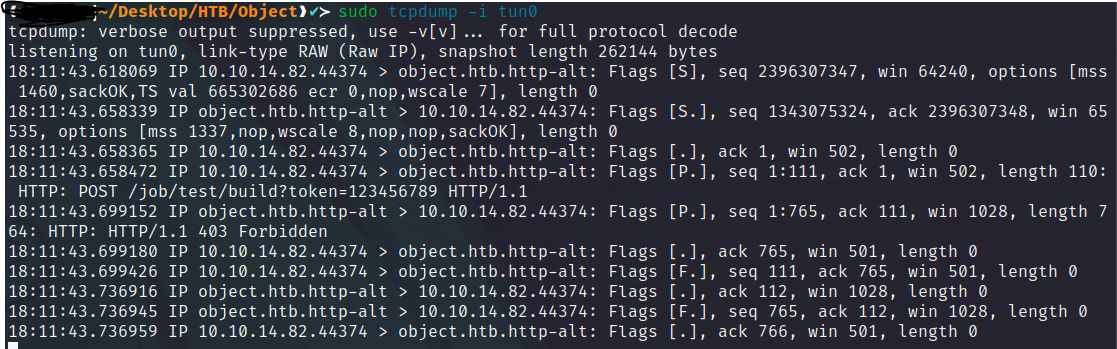 ~/Desktop/HTB/Object ✔> sudo tcpdump -i tun0
tcpdump: verbose output suppressed, use -v[v]... for full protocol decode
listening on tun0, link-type RAW (Raw IP), snapshot length 262144 bytes
18:11:43.618069 IP 10.10.14.82.44374 > object.htb.http-alt: Flags [S], seq 2396307347, win 64240, options [mss
1460,sackOK,TS val 665302686 ecr 0,nop,wscale 7], length 0
18:11:43.658339 IP object.htb.http-alt > 10.10.14.82.44374: Flags [S.], seq 1343075324, ack 2396307348, win 65
535, options [mss 1337,nop,wscale 8,nop,nop,sackOK], length 0
18:11:43.658365 IP 10.10.14.82.44374 > object.htb.http-alt: Flags [.], ack 1, win 502, length 0
18:11:43.658472 IP 10.10.14.82.44374 > object.htb.http-alt: Flags [P.], seq 1:111, ack 1, win 502, length 110:
HTTP: POST /job/test/build?token=123456789 HTTP/1.1
18:11:43.699152 IP object.htb.http-alt > 10.10.14.82.44374: Flags [P.], seq 1:765, ack 111, win 1028, length 7
64: HTTP: HTTP/1.1 403 Forbidden
18:11:43.699180 IP 10.10.14.82.44374 > object.htb.http-alt: Flags [.], ack 765, win 501, length 0
18:11:43.699426 IP 10.10.14.82.44374 > object.htb.http-alt: Flags [F.], seq 111, ack 765, win 501, length 0
18:11:43.736916 IP object.htb.http-alt > 10.10.14.82.44374: Flags [.], ack 112, win 1028, length 0
18:11:43.736945 IP object.htb.http-alt > 10.10.14.82.44374: Flags [F.], seq 765, ack 112, win 1028, length 0
18:11:43.736959 IP 10.10.14.82.44374 > object.htb.http-alt: Flags [.], ack 766, win 501, length 0